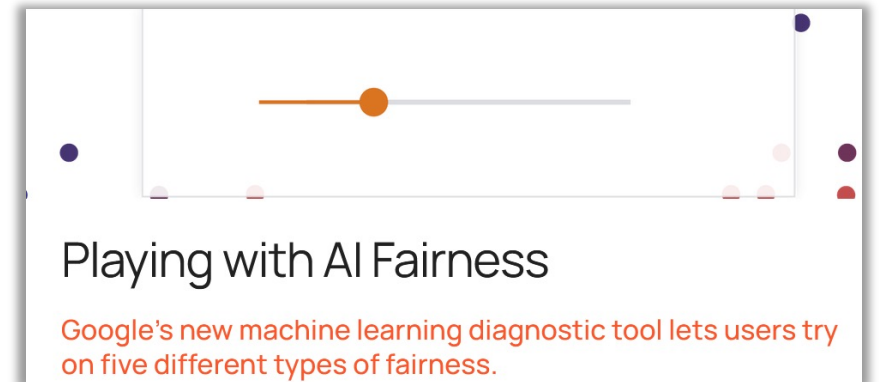 Playing with AI Fairness
Google's new machine learning diagnostic tool lets users try
on five different types of fairness.